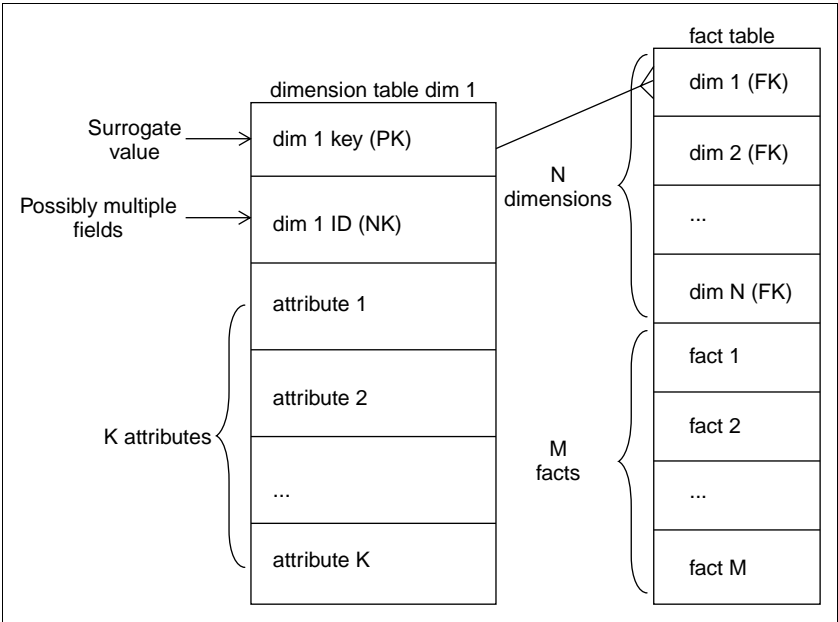 fact table
dimension table dim 1
Surrogate
value
dim 1 key (PK)
Possibly multiple
fields
dim 1 ID (NK)
attribute 1
attribute 2
...
attribute K
K attributes
N
dimensions
dim 1 (FK)
dim 2 (FK)
...
dim N (FK)
M
facts
fact 1
fact 2
...
fact M